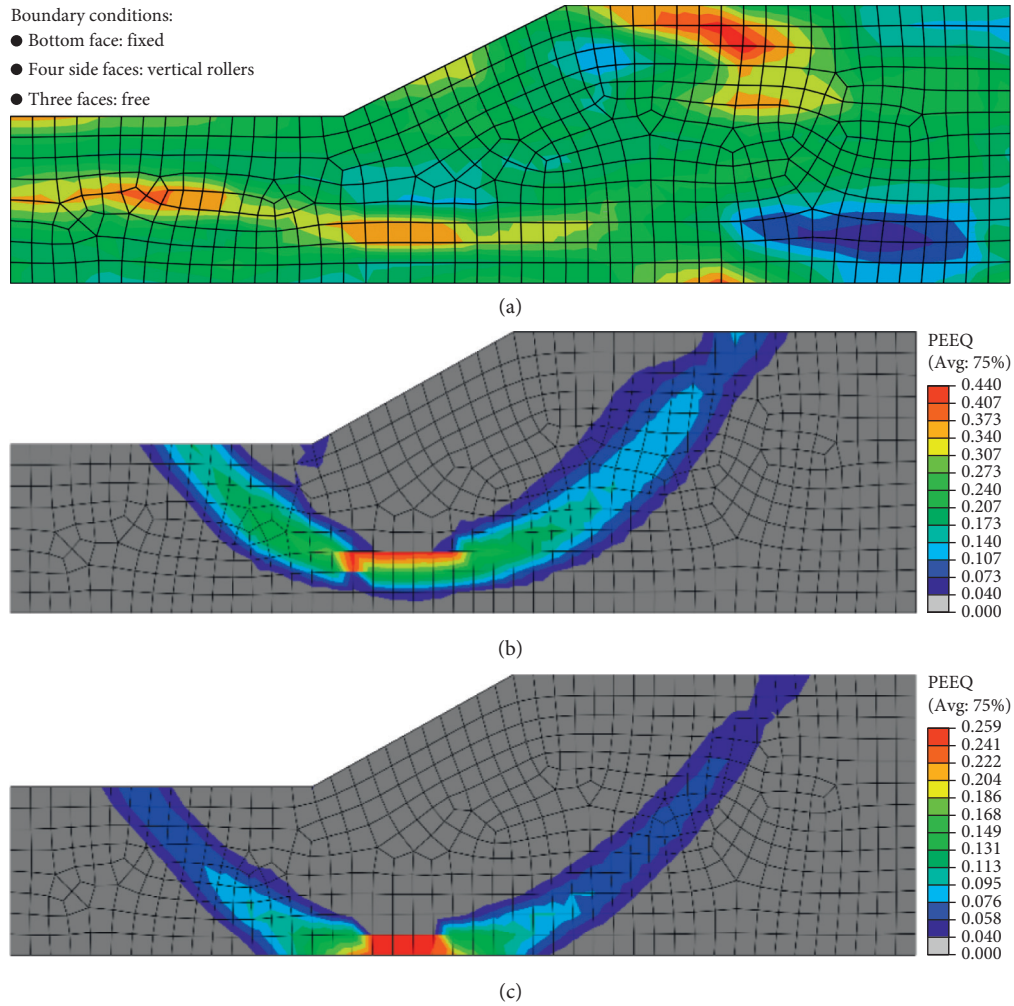 Boundary conditions:
● Bottom face: fixed
● Four side faces: vertical rollers
● Three faces: free
(a)
PEEQ
(Avg: 75%)
0.440
0.407
0.373
0.340
0.307
0.273
0.240
0.207
0.173
0.140
0.107
0.073
0.040
0.000
(b)
PEEQ
(Avg: 75%)
0.259
0.241
0.222
0.204
0.186
0.168
0.149
0.131
0.113
0.095
0.076
0.058
0.040
0.000
(c)